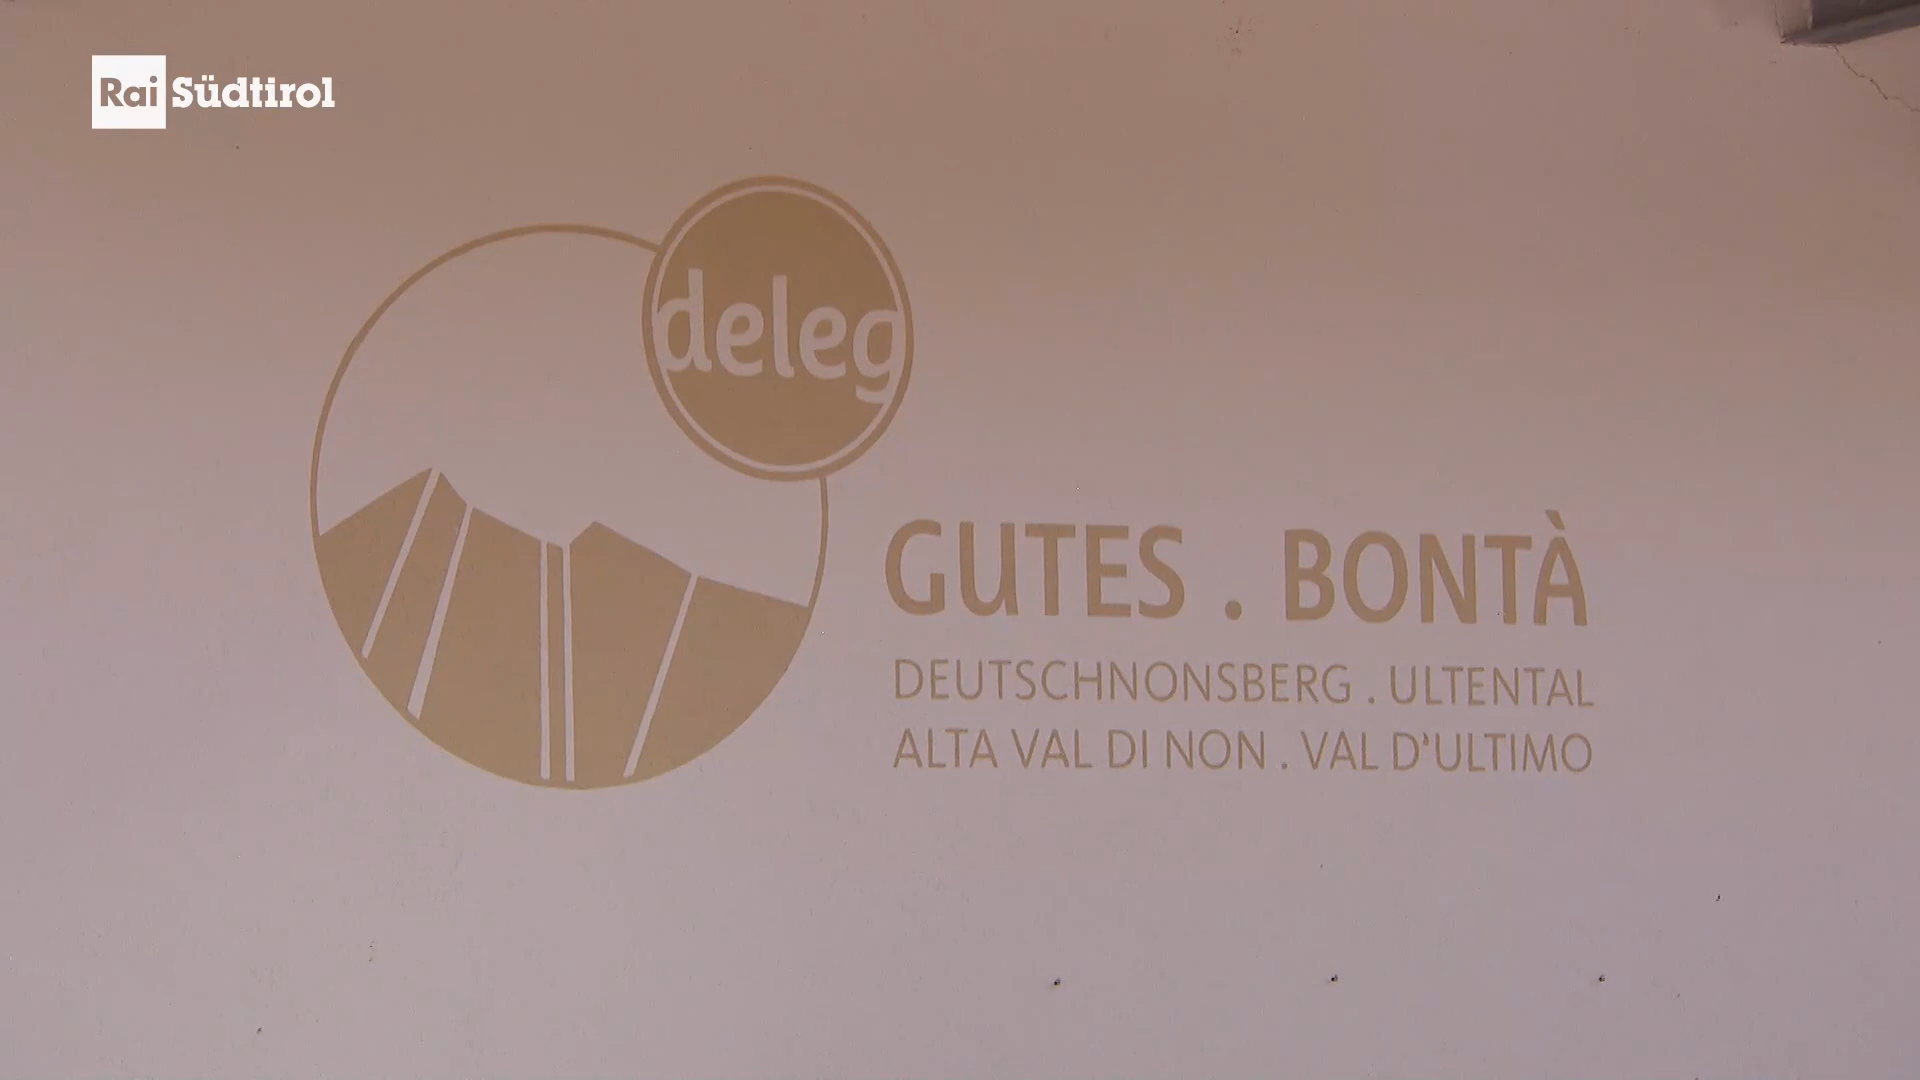 Rai Südtirol
deleg
GUTES . BONTÀ
DEUTSCHNONSBERG . ULTENTAL
ALTA VAL DI NON . VAL D'ULTIMO